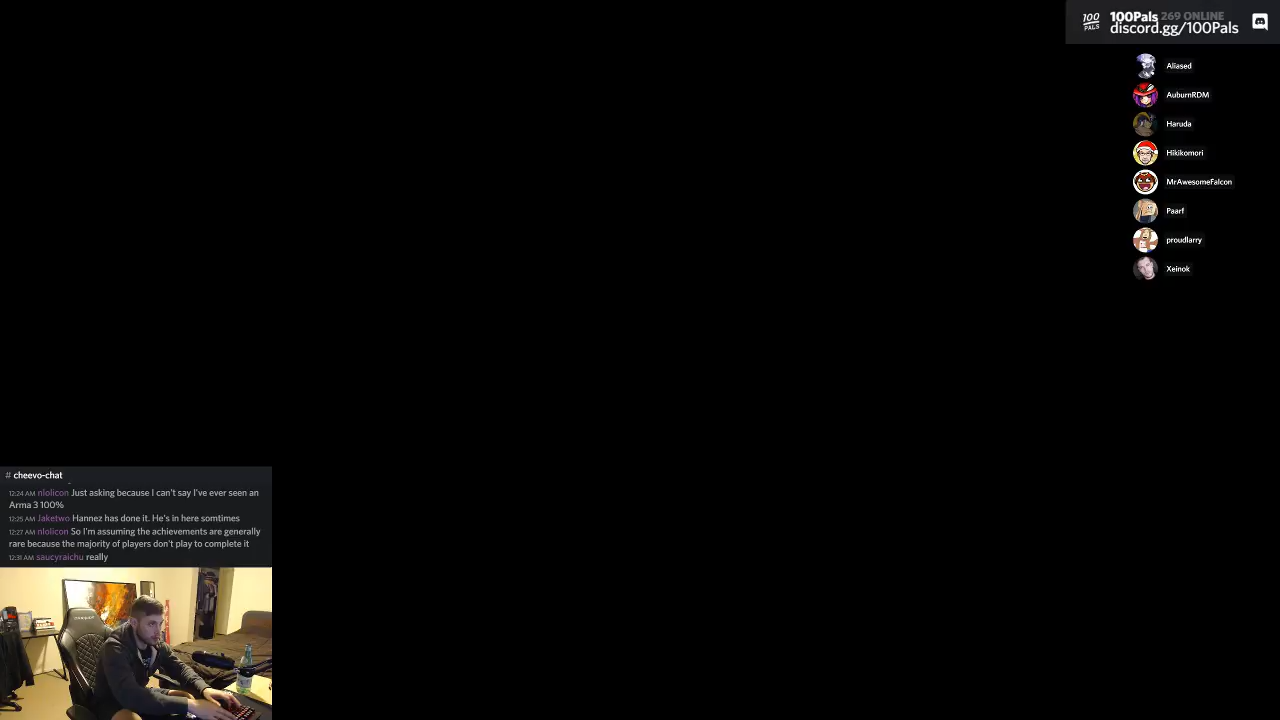 100
PALS
100Pals 269 ONLINE
discord.gg/100Pals
Aliased
AuburnRDM
Haruda
Hikikomori
MrAwesomeFalcon
Paarf
proudlarry
Xeinok
# cheevo-chat
12:24 AM nlolicon Just asking because I can't say I've ever seen an
Arma 3 100%
12:25 AM Jaketwo Hannez has done it. He's in here somtimes
12:27 AM nlolicon So I'm assuming the achievements are generally
rare because the majority of players don't play to complete it
12:31 AM saucyraichu really